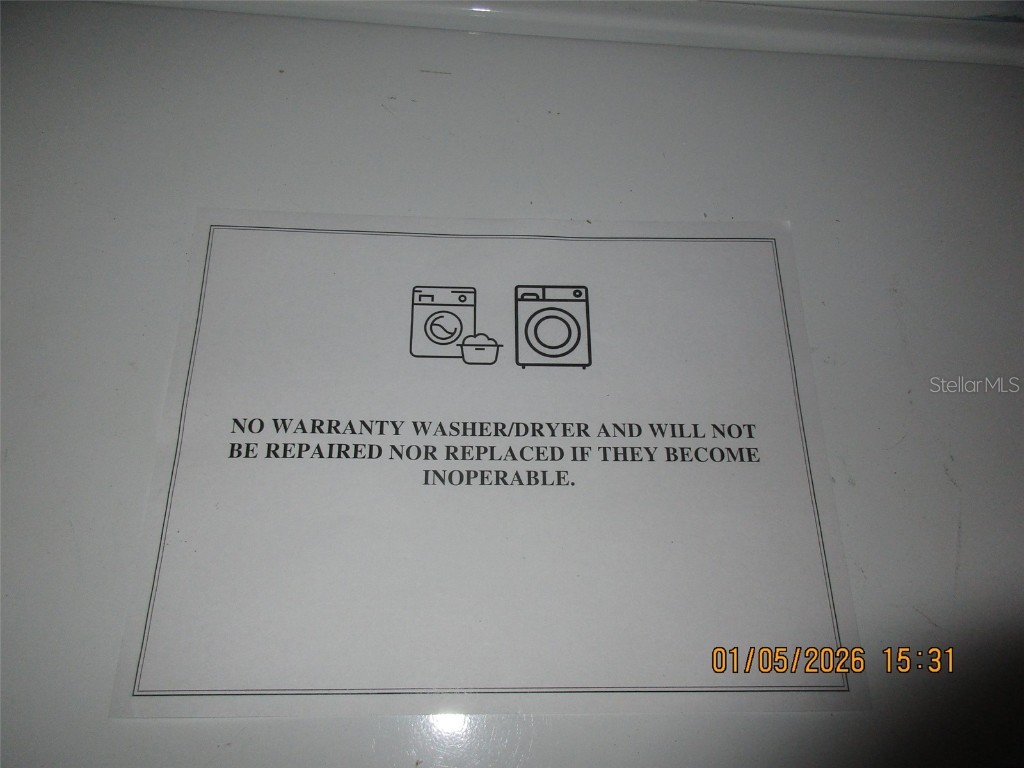 StellarMLS
NO WARRANTY WASHER/DRYER AND WILL NOT
BE REPAIRED NOR REPLACED IF THEY BECOME
INOPERABLE.
01/05/2026 15:31